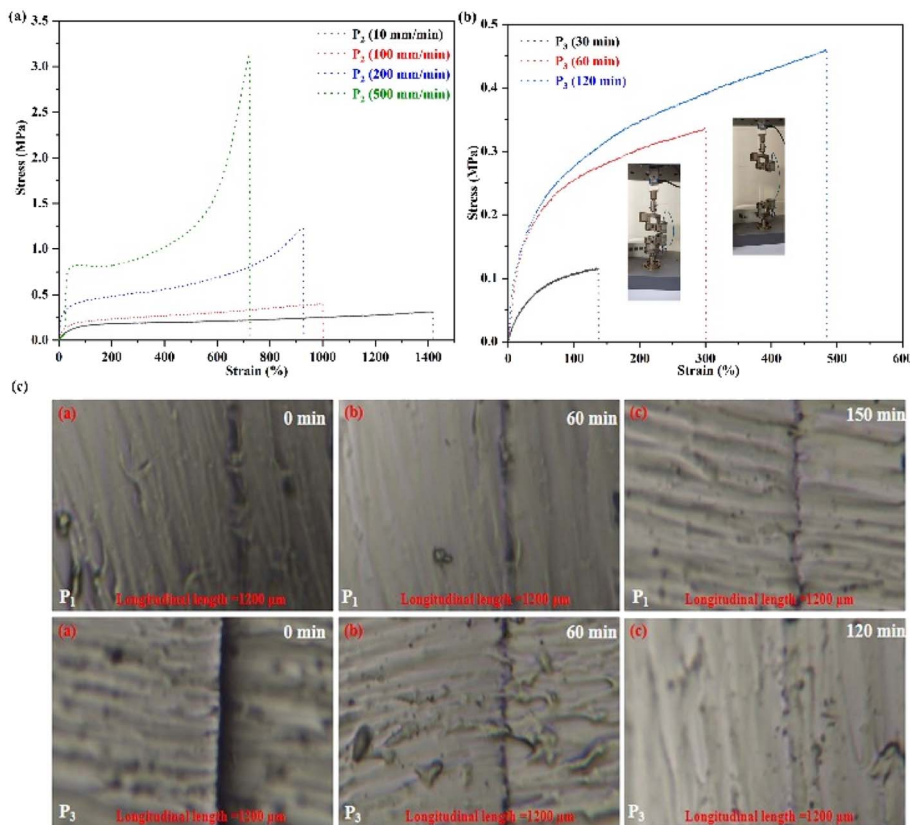 (a)
3.5
3.0
2.5
2.0
1.5
1.0
0.5
0.0
Stress (MPa)
0
200
400
600
800
1000
1200
1400
Strain (%)
P₂ (10 mm/min)
P₂ (100 mm/min)
P₂ (200 mm/min)
P₂ (500 mm/min)
(b)
0.5
0.4
0.3
0.2
0.1
0.0
Stress (MPa)
0
100
200
300
400
500
600
Strain (%)
P₃ (30 min)
P₃ (60 min)
P₃ (120 min)
(c)
(a)
0 min
P₁
Longitudinal length =1200 µm
(b)
60 min
P₁
Longitudinal length =1200 µm
(c)
150 min
P₁
Longitudinal length =1200 µm
(a)
0 min
P₃
Longitudinal length =1200 µm
(b)
60 min
P₃
Longitudinal length =1200 µm
(c)
120 min
P₃
Longitudinal length =1200 µm